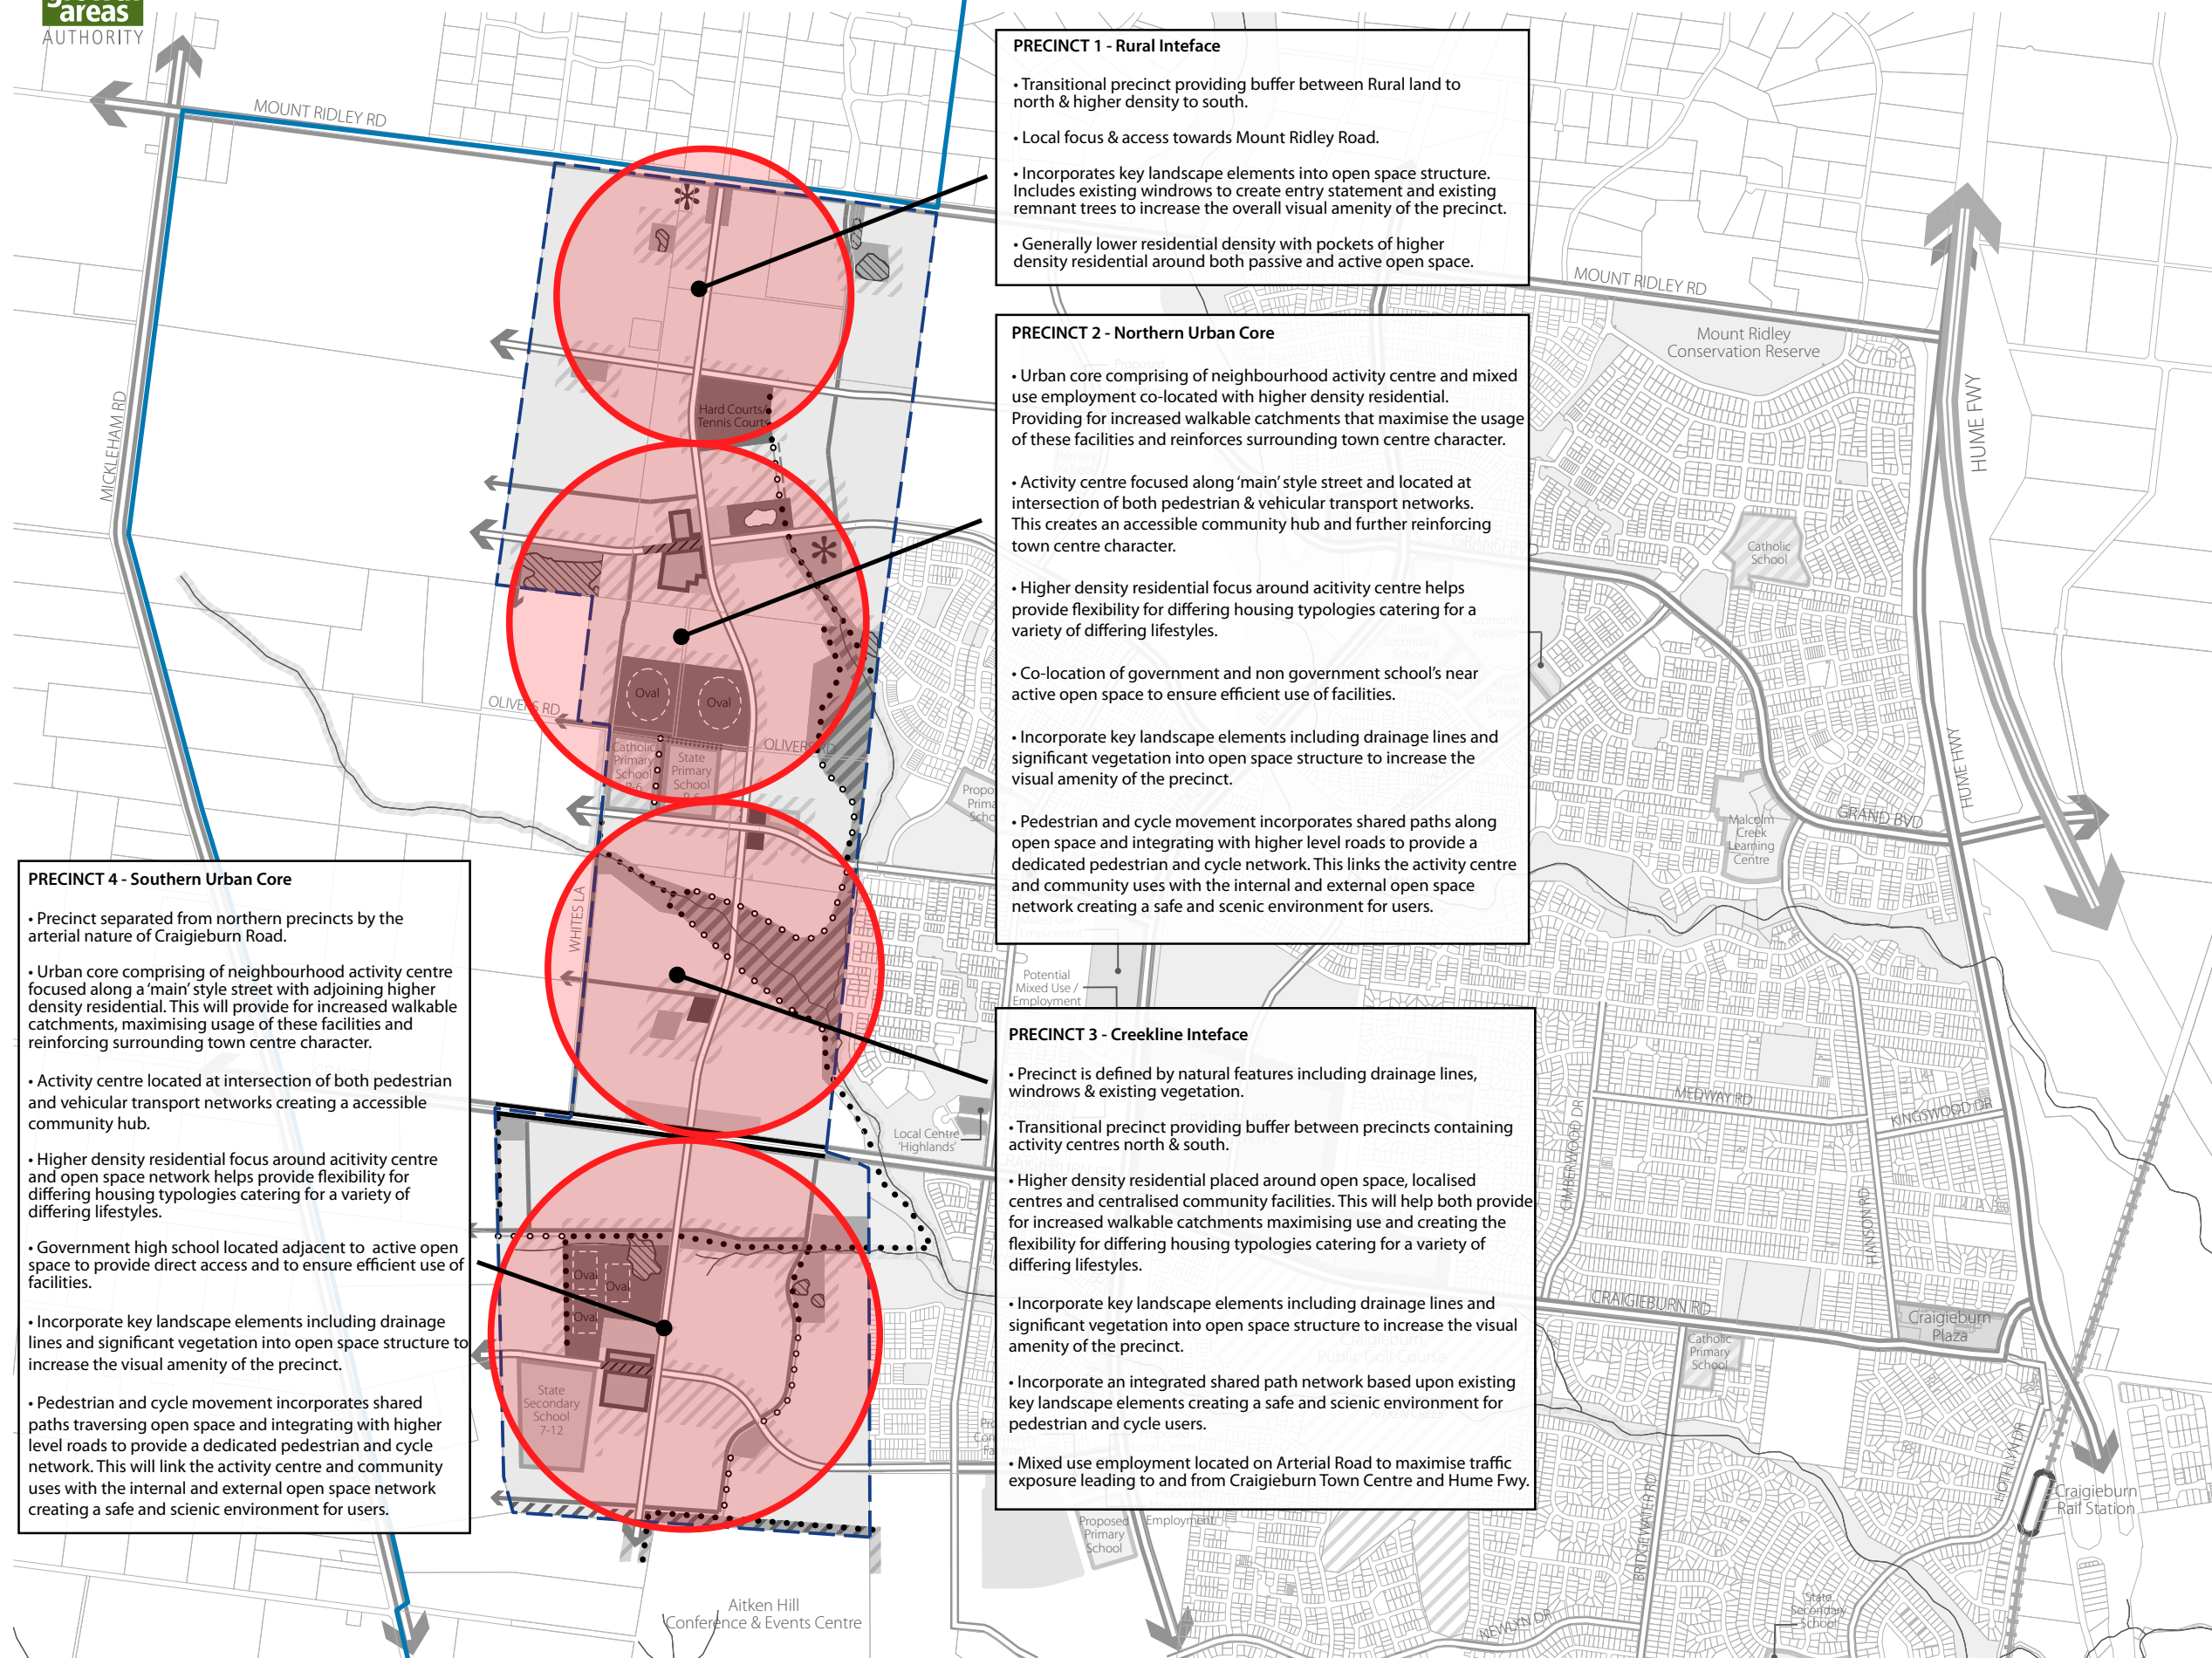 areas
AUTHORITY
MOUNT RIDLEY RD
MICKLEHAM RD
PRECINCT 1 - Rural Inteface
• Transitional precinct providing buffer between Rural land to
north & higher density to south.
• Local focus & access towards Mount Ridley Road.
• Incorporates key landscape elements into open space structure.
Includes existing windrows to create entry statement and existing
remnant trees to increase the overall visual amenity of the precinct.
• Generally lower residential density with pockets of higher
density residential around both passive and active open space.
PRECINCT 2 - Northern Urban Core
• Urban core comprising of neighbourhood activity centre and mixed
use employment co-located with higher density residential.
Providing for increased walkable catchments that maximise the usage
of these facilities and reinforces surrounding town centre character.
• Activity centre focused along ‘main’ style street and located at
intersection of both pedestrian & vehicular transport networks.
This creates an accessible community hub and further reinforcing
town centre character.
• Higher density residential focus around acitivity centre helps
provide flexibility for differing housing typologies catering for a
variety of differing lifestyles.
• Co-location of government and non government school’s near
active open space to ensure efficient use of facilities.
• Incorporate key landscape elements including drainage lines and
significant vegetation into open space structure to increase the
visual amenity of the precinct.
• Pedestrian and cycle movement incorporates shared paths along
open space and integrating with higher level roads to provide a
dedicated pedestrian and cycle network. This links the activity centre
and community uses with the internal and external open space
network creating a safe and scenic environment for users.
PRECINCT 3 - Creekline Inteface
• Precinct is defined by natural features including drainage lines,
windrows & existing vegetation.
• Transitional precinct providing buffer between precincts containing
activity centres north & south.
• Higher density residential placed around open space, localised
centres and centralised community facilities. This will help both provide
for increased walkable catchments maximising use and creating the
flexibility for differing housing typologies catering for a variety of
differing lifestyles.
• Incorporate key landscape elements including drainage lines and
significant vegetation into open space structure to increase the visual
amenity of the precinct.
• Incorporate an integrated shared path network based upon existing
key landscape elements creating a safe and scienic environment for
pedestrian and cycle users.
• Mixed use employment located on Arterial Road to maximise traffic
exposure leading to and from Craigieburn Town Centre and Hume Fwy.
PRECINCT 4 - Southern Urban Core
• Precinct separated from northern precincts by the
arterial nature of Craigieburn Road.
• Urban core comprising of neighbourhood activity centre
focused along a ‘main’ style street with adjoining higher
density residential. This will provide for increased walkable
catchments, maximising usage of these facilities and
reinforcing surrounding town centre character.
• Activity centre located at intersection of both pedestrian
and vehicular transport networks creating a accessible
community hub.
• Higher density residential focus around acitivity centre
and open space network helps provide flexibility for
differing housing typologies catering for a variety of
differing lifestyles.
• Government high school located adjacent to active open
space to provide direct access and to ensure efficient use of
facilities.
• Incorporate key landscape elements including drainage
lines and significant vegetation into open space structure to
increase the visual amenity of the precinct.
• Pedestrian and cycle movement incorporates shared
paths traversing open space and integrating with higher
level roads to provide a dedicated pedestrian and cycle
network. This will link the activity centre and community
uses with the internal and external open space network
creating a safe and scienic environment for users.
Hard Courts/
Tennis Courts
Oval
Oval
OLIVERS RD
OLIVERS RD
Catholic
Primary
School
P-6
State
Primary
School
P-6
WHITES LA
Oval
Oval
Oval
State
Secondary
School
7-12
Aitken Hill
Conference & Events Centre
Local Centre
‘Highlands’
Potential
Mixed Use /
Employment
Proposed
Primary
School
Employment
MOUNT RIDLEY RD
Mount Ridley
Conservation Reserve
HUME FWY
Catholic
School
HUME HWY
GRAND BVD
Malcolm
Creek
Learning
Centre
MEDWAY RD
KINGSWOOD DR
HANSON RD
CRAIGIEBURN RD
Craigieburn
Plaza
Catholic
Primary
School
Craigieburn
Public Golf Course
BRIDGEWATER RD
NEWLYN DR
State
Secondary
School
Craigieburn
Rail Station